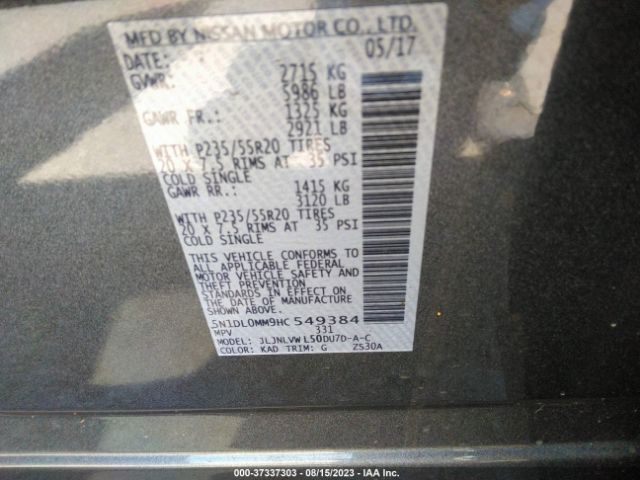 MFD BY NISSAN MOTOR CO., LTD.
DATE: 05/17
GVWR: 2715 KG
5986 LB
GAWR FR.: 1325 KG
2921 LB
WITH P235/55R20 TIRES
20 X 7.5 RIMS AT 35 PSI
COLD SINGLE
GAWR RR.: 1415 KG
3120 LB
WITH P235/55R20 TIRES
20 X 7.5 RIMS AT 35 PSI
COLD SINGLE
THIS VEHICLE CONFORMS TO
ALL APPLICABLE FEDERAL
MOTOR VEHICLE SAFETY AND
THEFT PREVENTION
STANDARDS IN EFFECT ON
THE DATE OF MANUFACTURE
SHOWN ABOVE.
5N1DL0MM9HC 549384
MPV 331
MODEL: JLJNLVW L50DU7D-A-C
COLOR: KAD TRIM: G ZS30A
000-37337303 - 08/15/2023 - IAA Inc.